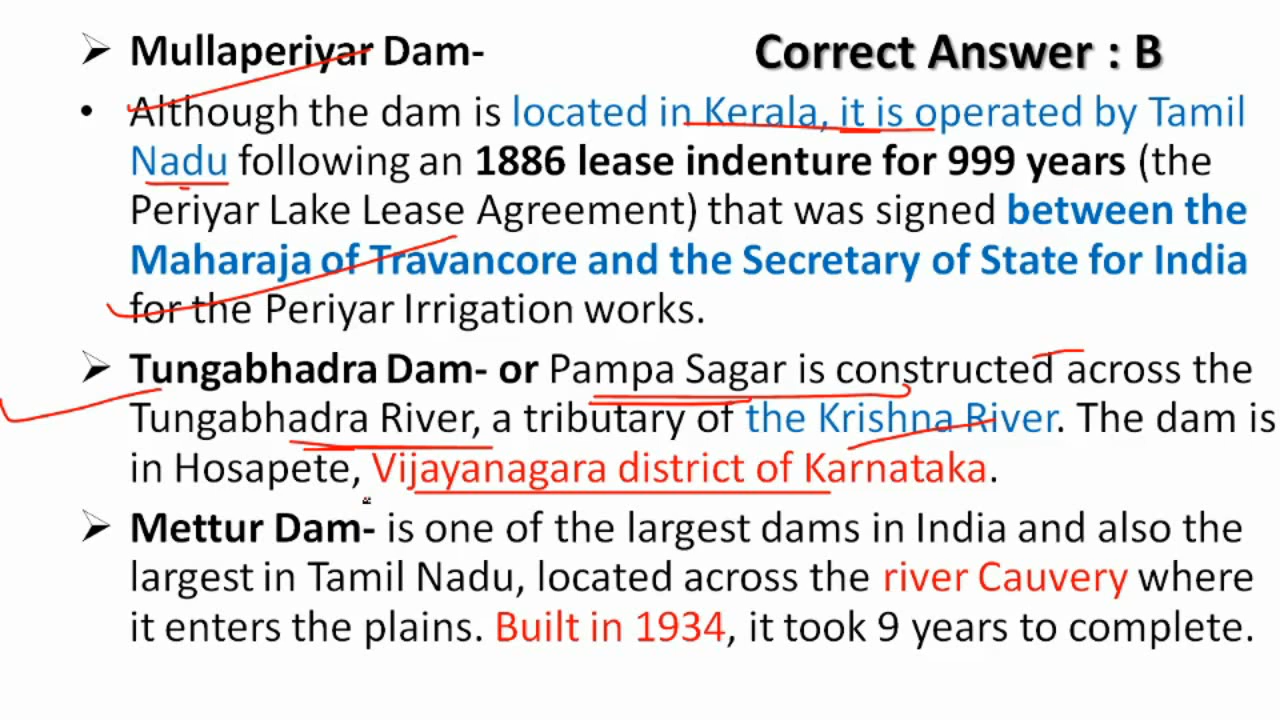 ➢ Mullaperiyar Dam-
Correct Answer : B
• Although the dam is located in Kerala, it is operated by Tamil
Nadu following an 1886 lease indenture for 999 years (the
Periyar Lake Lease Agreement) that was signed between the
Maharaja of Travancore and the Secretary of State for India
for the Periyar Irrigation works.
➢ Tungabhadra Dam- or Pampa Sagar is constructed across the
Tungabhadra River, a tributary of the Krishna River. The dam is
in Hosapete, Vijayanagara district of Karnataka.
➢ Mettur Dam- is one of the largest dams in India and also the
largest in Tamil Nadu, located across the river Cauvery where
it enters the plains. Built in 1934, it took 9 years to complete.